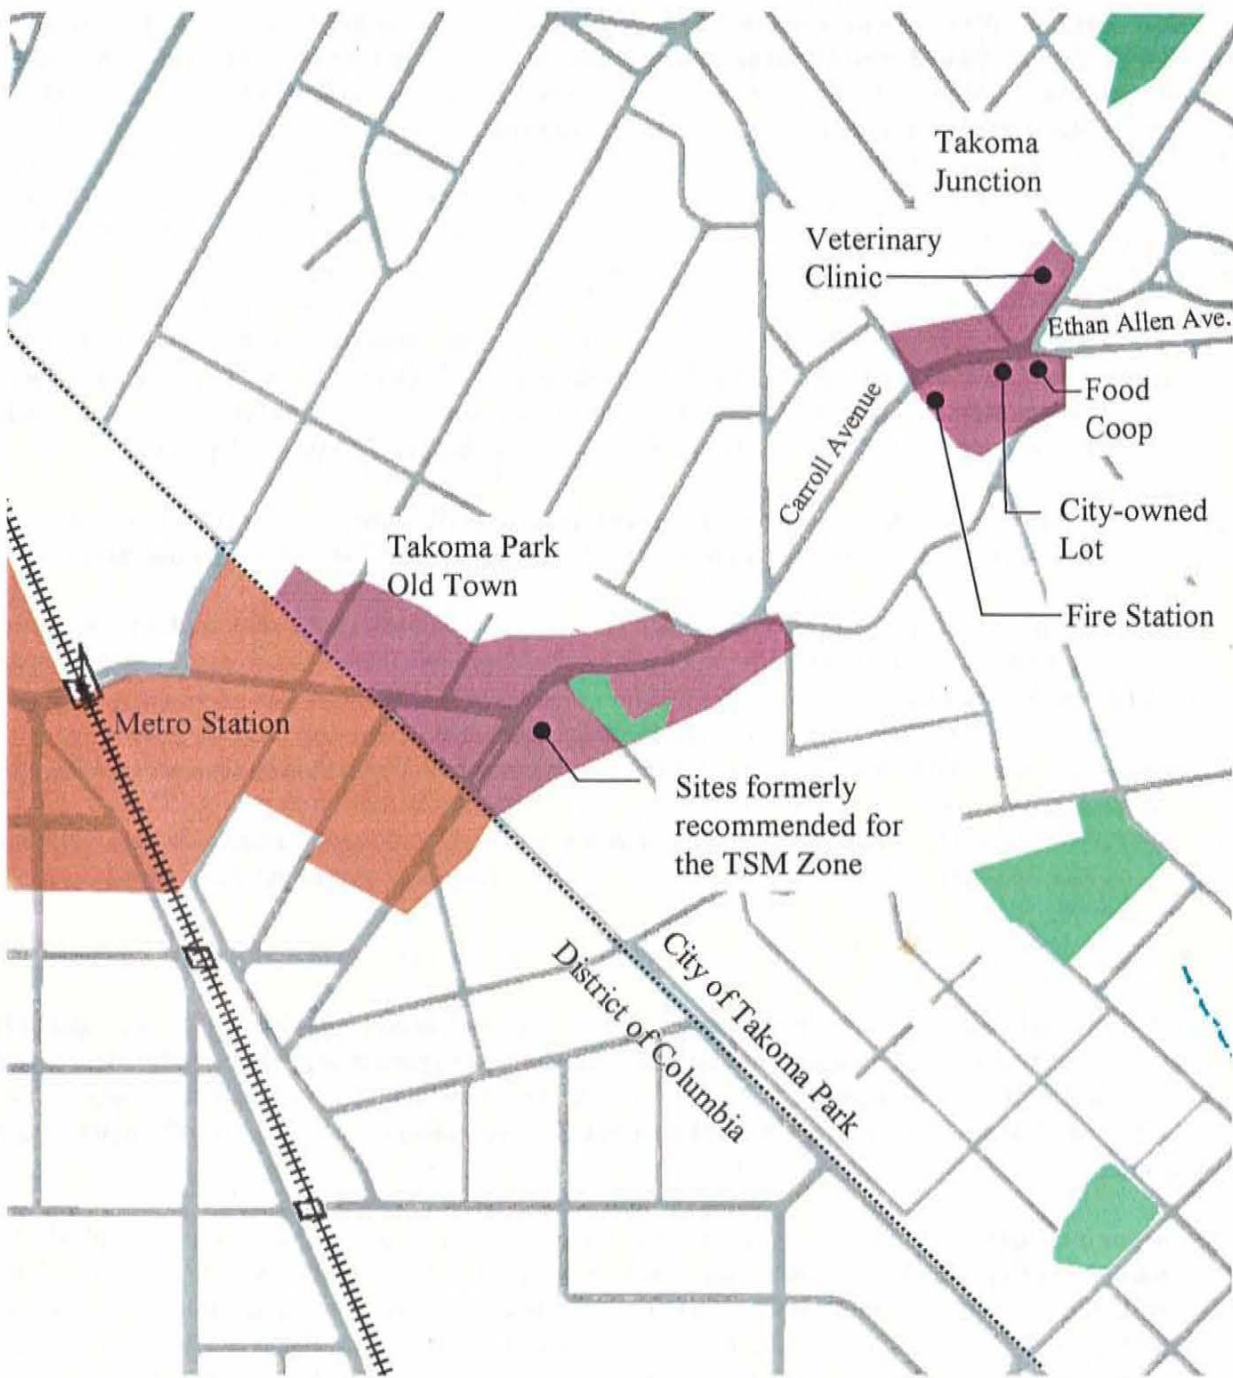 Takoma
Junction
Veterinary
Clinic
Ethan Allen Ave.
Food
Coop
Carroll Avenue
City-owned
Lot
Takoma Park
Old Town
Fire Station
Metro Station
Sites formerly
recommended for
the TSM Zone
City of Takoma Park
District of Columbia